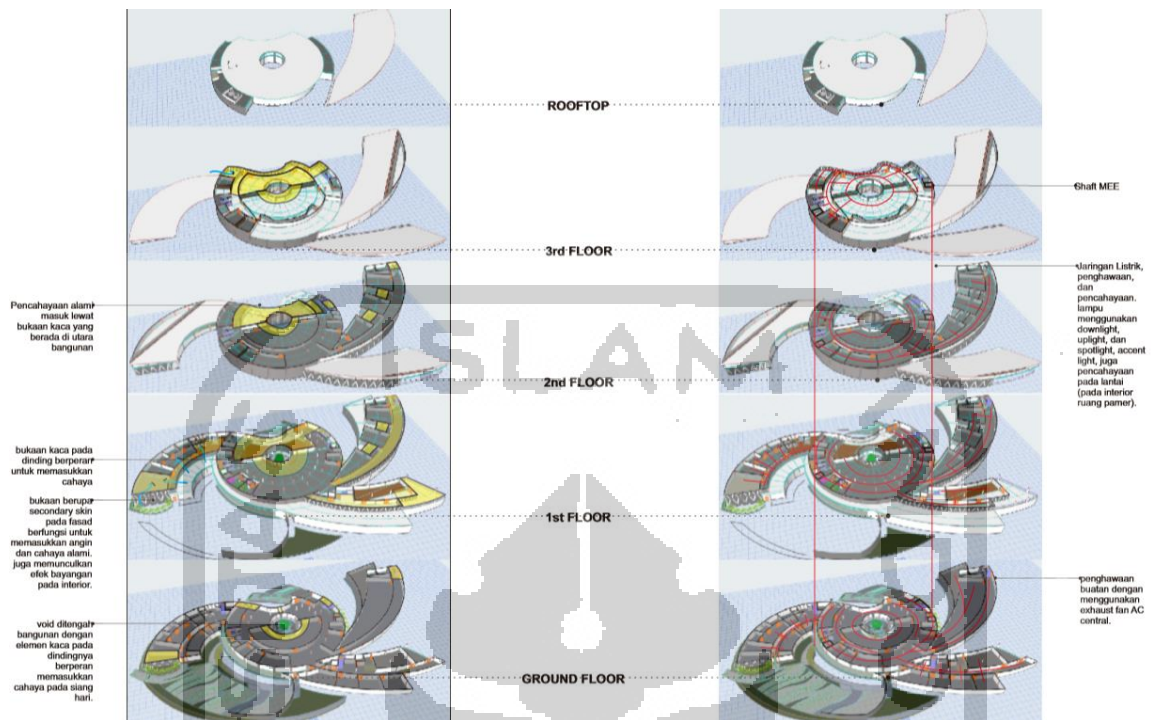 ROOFTOP
3rd FLOOR
2nd FLOOR
1st FLOOR
GROUND FLOOR
Pencahayaan alami
masuk lewat
bukaan kaca yang
berada di utara
bangunan
bukaan kaca pada
dinding berperan
untuk memasukkan
cahaya
bukaan berupa
secondary skin
pada fasad
berfungsi untuk
memasukkan angin
dan cahaya alami.
juga memunculkan
efek bayangan
pada interior.
void ditengah
bangunan dengan
elemen kaca pada
dindingnya
berperan
memasukkan
cahaya pada siang
hari.
Shaft MEE
Jaringan Listrik,
penghawaan,
dan
pencahayaan.
lampu
menggunakan
downlight,
uplight, dan
spotlight, accent
light, juga
pencahayaan
pada lantai
(pada interior
ruang pamer).
penghawaan
buatan dengan
menggunakan
exhaust fan AC
central.
ISLAM